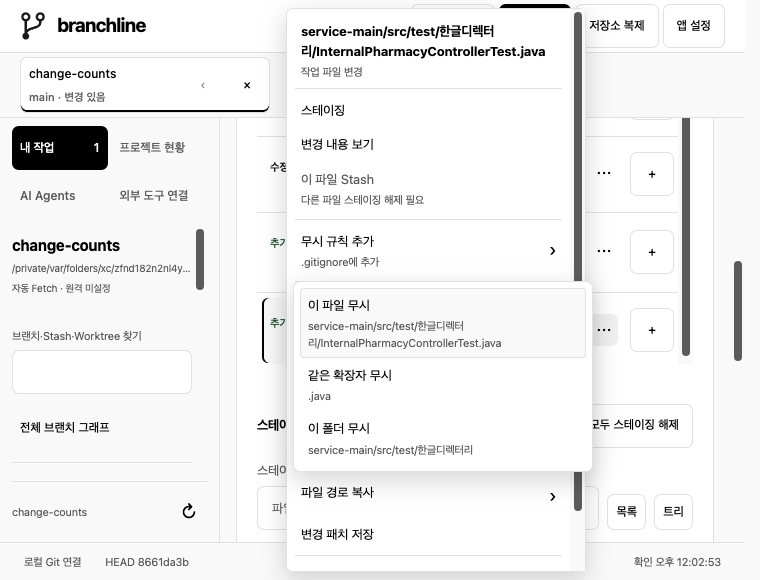 branchline
저장소 복제
앱 설정
change-counts
main · 변경 있음
내 작업 1
프로젝트 현황
AI Agents
외부 도구 연결
change-counts
/private/var/folders/xc/zfnd182n2nl4y...
자동 Fetch · 원격 미설정
브랜치·Stash·Worktree 찾기
전체 브랜치 그래프
change-counts
수정
추가
추가
service-main/src/test/한글디렉터
리/InternalPharmacyControllerTest.java
작업 파일 변경
스테이징
변경 내용 보기
이 파일 Stash
다른 파일 스테이징 해제 필요
무시 규칙 추가
.gitignore에 추가
이 파일 무시
service-main/src/test/한글디렉터
리/InternalPharmacyControllerTest.java
같은 확장자 무시
.java
이 폴더 무시
service-main/src/test/한글디렉터리
파일 경로 복사
변경 패치 저장
모두 스테이징 해제
목록
트리
로컬 Git 연결
HEAD 8661da3b
확인 오후 12:02:53